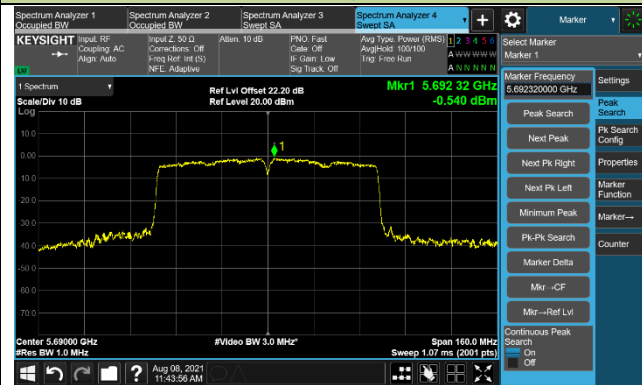 Spectrum Analyzer 1
Occupied BW
Spectrum Analyzer 2
Occupied BW
Spectrum Analyzer 3
Swept SA
Spectrum Analyzer 4
Swept SA
+
Marker
KEYSIGHT
Input: RF
Coupling: AC
Align: Auto
Input Z: 50 Ω
Corrections: Off
Freq Ref: Int (S)
NFE: Adaptive
Atten: 10 dB
PNO: Fast
Gate: Off
IF Gain: Low
Sig Track: Off
Avg Type: Power (RMS)
Avg|Hold: 100/100
Trig: Free Run
1 2 3 4 5 6
A W W W W W
A N N N N N
LXI
Select Marker
Marker 1
1 Spectrum
Scale/Div 10 dB
Log
Ref Lvl Offset 22.20 dB
Ref Level 20.00 dBm
Mkr1 5.692 32 GHz
-0.540 dBm
1
10.0
0.00
-10.0
-20.0
-30.0
-40.0
-50.0
-60.0
-70.0
Center 5.69000 GHz
#Res BW 1.0 MHz
#Video BW 3.0 MHz*
Span 160.0 MHz
Sweep 1.07 ms (2001 pts)
Marker Frequency
5.692320000 GHz
Peak Search
Next Peak
Next Pk Right
Next Pk Left
Minimum Peak
Pk-Pk Search
Marker Delta
Mkr→CF
Mkr→Ref Lvl
Continuous Peak
Search
On
Off
Settings
Peak
Search
Pk Search
Config
Properties
Marker
Function
Marker→
Counter
?
Aug 08, 2021
11:43:56 AM